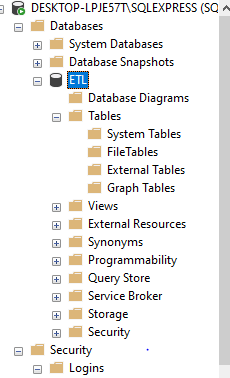 DESKTOP-LPJE57T\SQLEXPRESS (SQ
Databases
System Databases
Database Snapshots
ETL
Database Diagrams
Tables
System Tables
FileTables
External Tables
Graph Tables
Views
External Resources
Synonyms
Programmability
Query Store
Service Broker
Storage
Security
Security
Logins